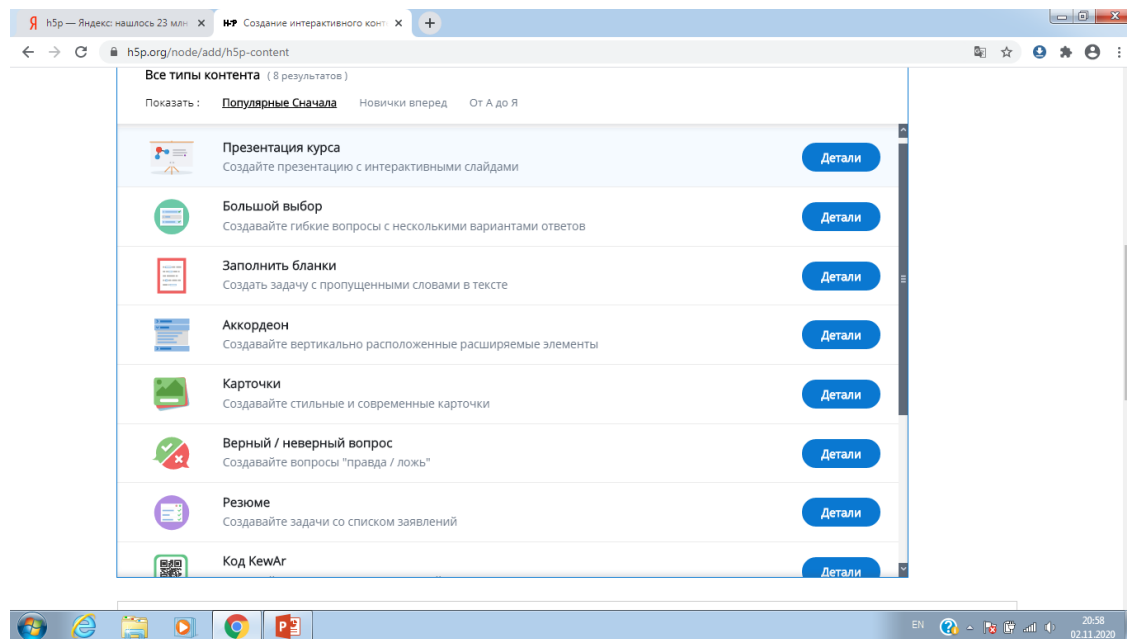 h5p — Яндекс: нашлось 23 млн
H-P Создание интерактивного конт
h5p.org/node/add/h5p-content
Все типы контента ( 8 результатов )
Показать : Популярные Сначала Новички вперед От А до Я
Презентация курса
Создайте презентацию с интерактивными слайдами
Детали
Большой выбор
Создавайте гибкие вопросы с несколькими вариантами ответов
Детали
Заполнить бланки
Создать задачу с пропущенными словами в тексте
Детали
Аккордеон
Создавайте вертикально расположенные расширяемые элементы
Детали
Карточки
Создавайте стильные и современные карточки
Детали
Верный / неверный вопрос
Создавайте вопросы "правда / ложь"
Детали
Резюме
Создавайте задачи со списком заявлений
Детали
Код KewAr
Детали
EN
20:58
02.11.2020